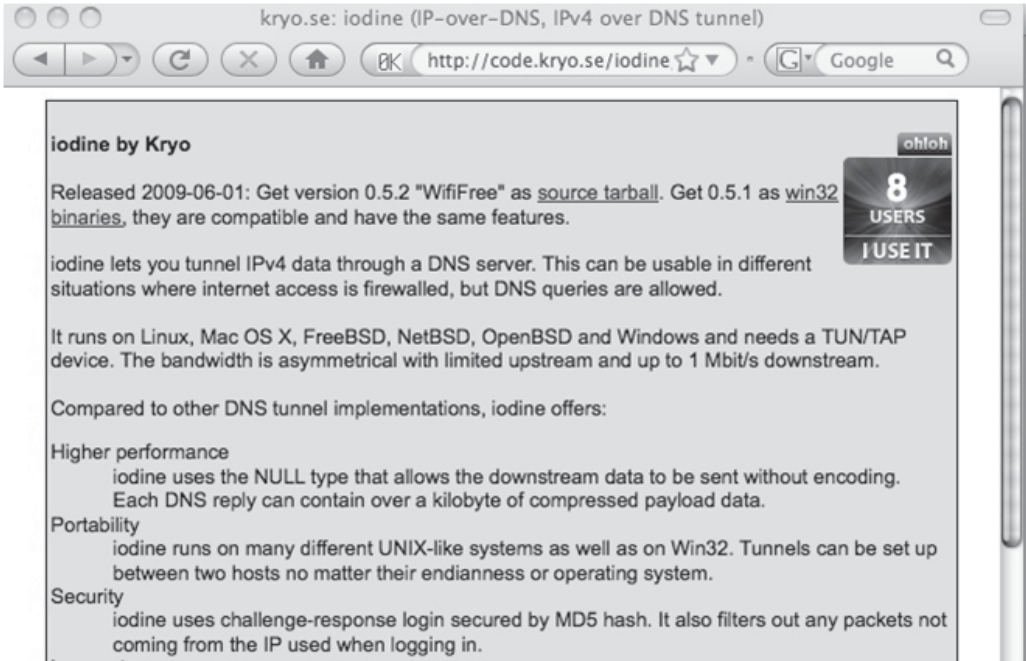 kryo.se: iodine (IP-over-DNS, IPv4 over DNS tunnel)
http://code.kryo.se/iodine
G
Google
iodine by Kryo
ohloh
8
USERS
I USE IT
Released 2009-06-01: Get version 0.5.2 "WifiFree" as source tarball. Get 0.5.1 as win32
binaries, they are compatible and have the same features.
iodine lets you tunnel IPv4 data through a DNS server. This can be usable in different
situations where internet access is firewalled, but DNS queries are allowed.
It runs on Linux, Mac OS X, FreeBSD, NetBSD, OpenBSD and Windows and needs a TUN/TAP
device. The bandwidth is asymmetrical with limited upstream and up to 1 Mbit/s downstream.
Compared to other DNS tunnel implementations, iodine offers:
Higher performance
iodine uses the NULL type that allows the downstream data to be sent without encoding.
Each DNS reply can contain over a kilobyte of compressed payload data.
Portability
iodine runs on many different UNIX-like systems as well as on Win32. Tunnels can be set up
between two hosts no matter their endianness or operating system.
Security
iodine uses challenge-response login secured by MD5 hash. It also filters out any packets not
coming from the IP used when logging in.